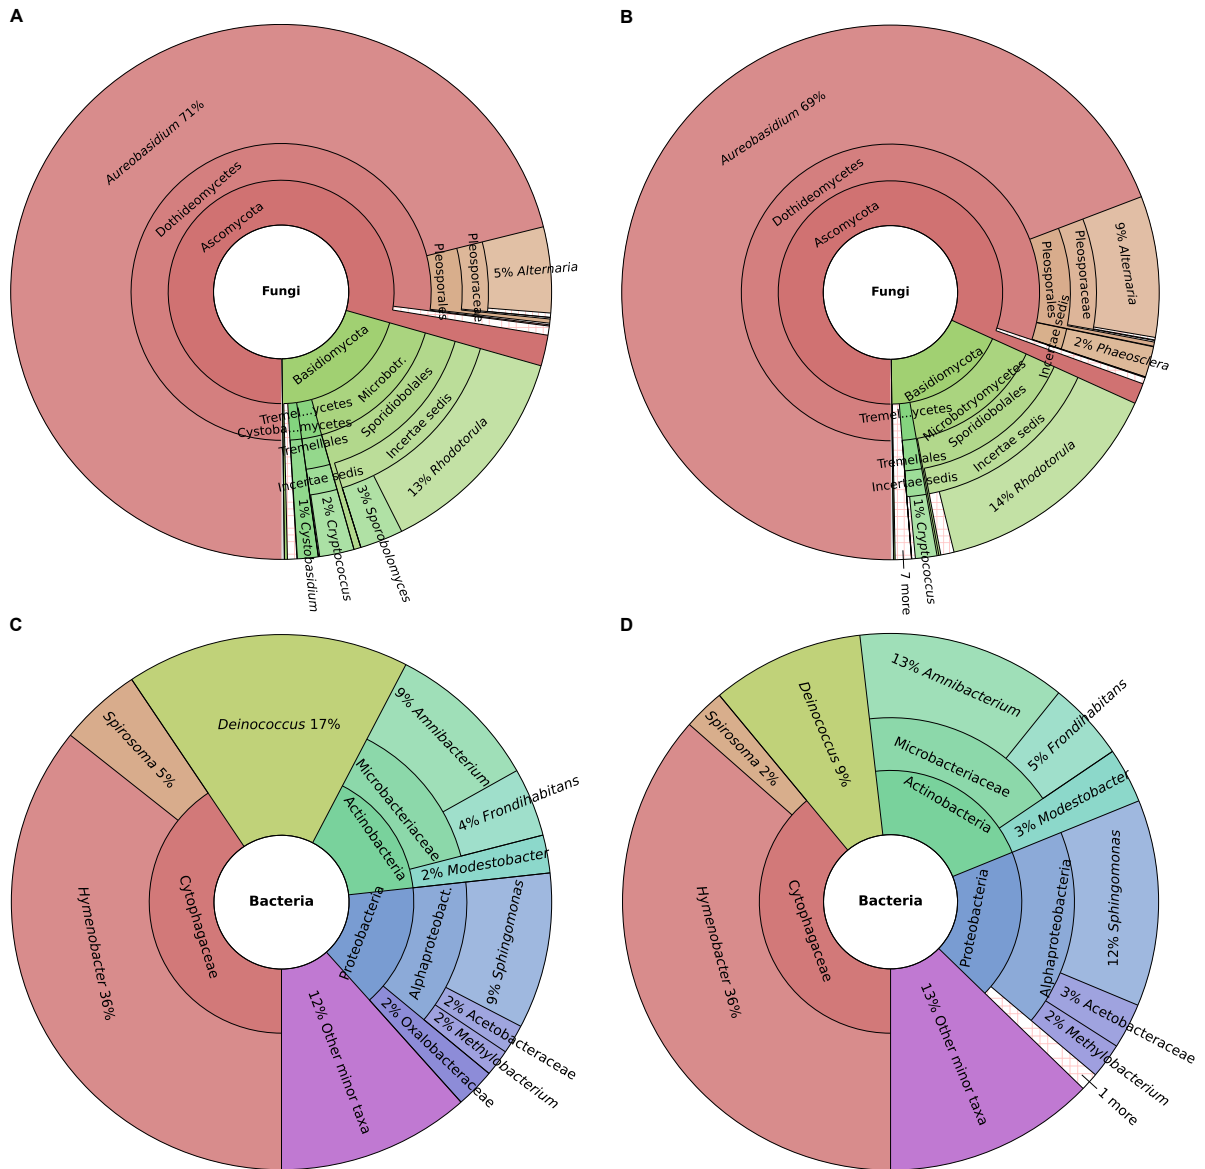 A
Aureobasidium 71%
Dothideomycetes
Ascomycota
Fungi
Pleosporales
Pleosporaceae
5% Alternaria
Basidiomycota
Microbotr.
Sporidiobolales
Incertae sedis
13% Rhodotorula
Tremel...ycetes
Cystoba...mycetes
Tremellales
Incertae sedis
1% Cystobasidium
2% Cryptococcus
3% Sporobolomyces
B
Aureobasidium 69%
Dothideomycetes
Ascomycota
Fungi
Pleosporales
Pleosporaceae
9% Alternaria
Incertae sedis
2% Phaeosclera
Basidiomycota
Microbotryomycetes
Sporidiobolales
Incertae sedis
14% Rhodotorula
Tremel...ycetes
Tremellales
Incertae sedis
7 more
1% Cryptococcus
C
Spirosoma 5%
Deinococcus 17%
9% Amnibacterium
Microbacteriaceae
4% Frondihabitans
Actinobacteria
2% Modestobacter
Bacteria
Cytophagaceae
Hymenobacter 36%
Proteobacteria
Alphaproteobact.
9% Sphingomonas
2% Acetobacteraceae
2% Methylobacterium
2% Oxalobacteraceae
12% Other minor taxa
D
Spirosoma 2%
Deinococcus 9%
13% Amnibacterium
Microbacteriaceae
5% Frondihabitans
Actinobacteria
3% Modestobacter
Bacteria
Cytophagaceae
Hymenobacter 36%
Proteobacteria
Alphaproteobacteria
12% Sphingomonas
3% Acetobacteraceae
2% Methylobacterium
1 more
13% Other minor taxa